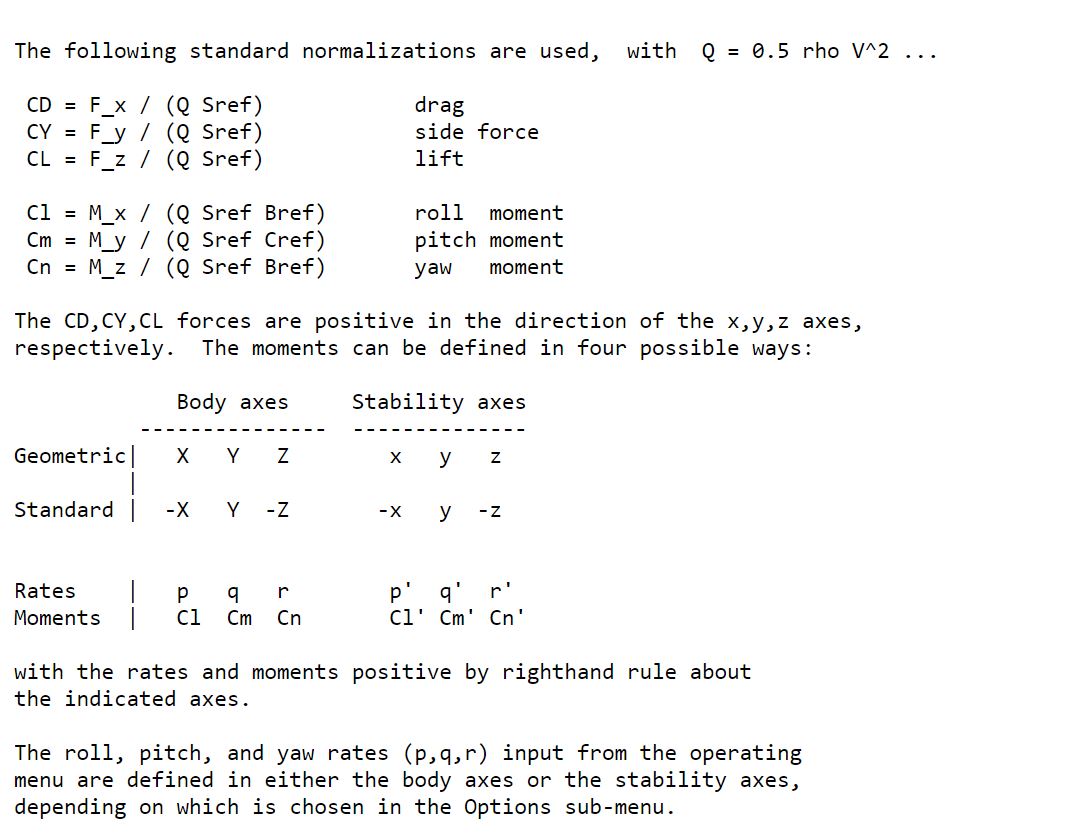 The following standard normalizations are used,  with  Q = 0.5 rho V^2 ...

 CD = F_x / (Q Sref)            drag
 CY = F_y / (Q Sref)            side force
 CL = F_z / (Q Sref)            lift

 Cl = M_x / (Q Sref Bref)       roll  moment
 Cm = M_y / (Q Sref Cref)       pitch moment
 Cn = M_z / (Q Sref Bref)       yaw   moment

The CD,CY,CL forces are positive in the direction of the x,y,z axes,
respectively.  The moments can be defined in four possible ways:

             Body axes     Stability axes
          ---------------  --------------
Geometric|   X   Y   Z        x   y   z
         |
Standard |  -X   Y  -Z       -x   y  -z

Rates    |   p   q   r        p'  q'  r'
Moments  |   Cl  Cm  Cn       Cl' Cm' Cn'

with the rates and moments positive by righthand rule about
the indicated axes.

The roll, pitch, and yaw rates (p,q,r) input from the operating
menu are defined in either the body axes or the stability axes,
depending on which is chosen in the Options sub-menu.